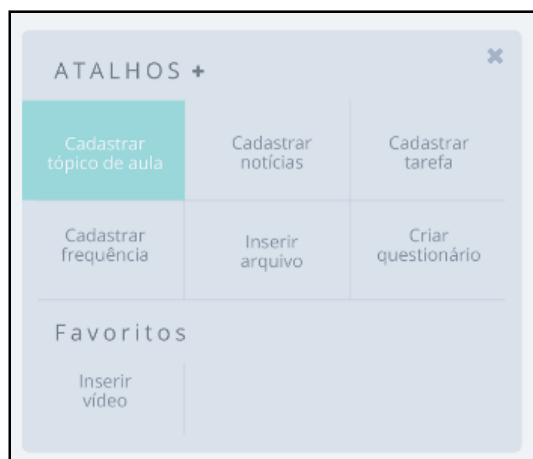 ATALHOS +
Cadastrar
tópico de aula
Cadastrar
notícias
Cadastrar
tarefa
Cadastrar
frequência
Inserir
arquivo
Criar
questionário
Favoritos
Inserir
vídeo